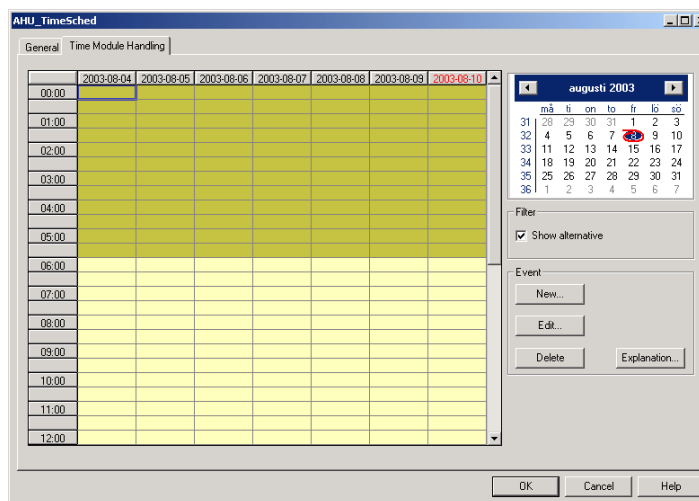 AHU_TimeSched
General Time Module Handling
2003-08-04 2003-08-05 2003-08-06 2003-08-07 2003-08-08 2003-08-09 2003-08-10
00:00
01:00
02:00
03:00
04:00
05:00
06:00
07:00
08:00
09:00
10:00
11:00
12:00
augusti 2003
må ti on to fr lö sö
31 28 29 30 31 1 2 3
32 4 5 6 7 8 9 10
33 11 12 13 14 15 16 17
34 18 19 20 21 22 23 24
35 25 26 27 28 29 30 31
36 1 2 3 4 5 6 7
Filter
Show alternative
Event
New...
Edit...
Delete Explanation...
OK Cancel Help